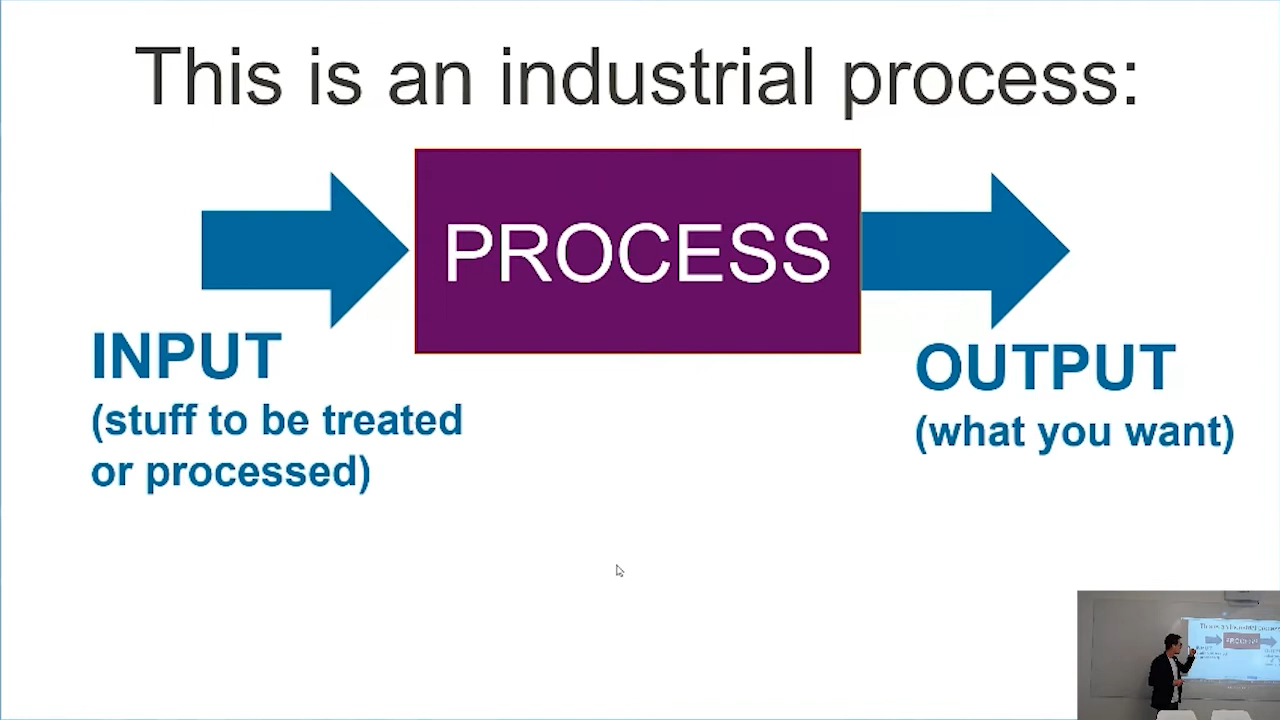 This is an industrial process:
PROCESS
INPUT
(stuff to be treated
or processed)
OUTPUT
(what you want)